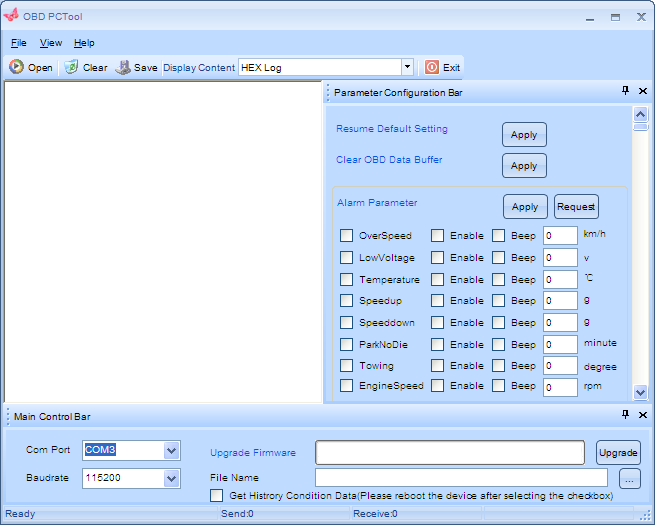 OBD PCTool
File View Help
Open Clear Save Display Content HEX Log Exit
Parameter Configuration Bar
Resume Default Setting Apply
Clear OBD Data Buffer Apply
Alarm Parameter Apply Request
OverSpeed Enable Beep 0 km/h
LowVoltage Enable Beep 0 v
Temperature Enable Beep 0 ℃
Speedup Enable Beep 0 g
Speeddown Enable Beep 0 g
ParkNoDie Enable Beep 0 minute
Towing Enable Beep 0 degree
EngineSpeed Enable Beep 0 rpm
Main Control Bar
Com Port COM3 Upgrade Firmware Upgrade
Baudrate 115200 File Name ...
Get Histrory Condition Data(Please reboot the device after selecting the checkbox)
Ready Send:0 Receive:0